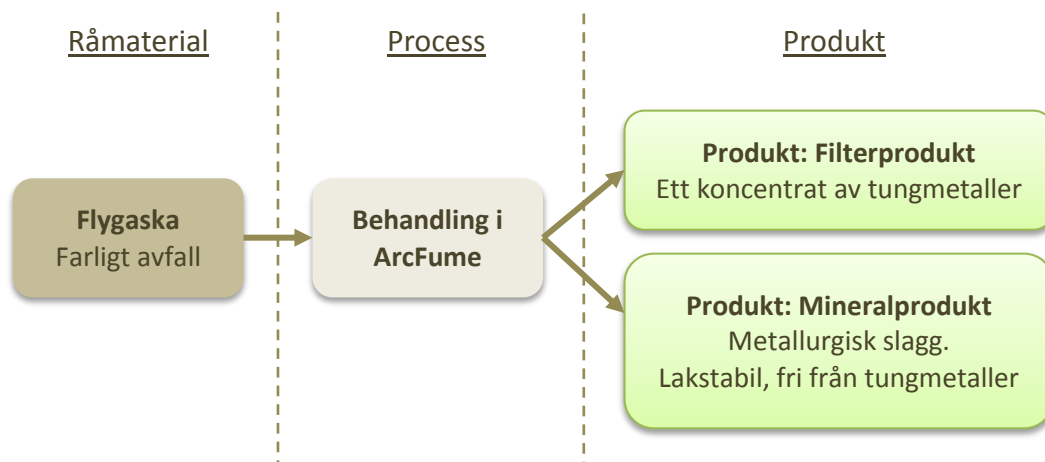 Råmaterial
Process
Produkt
Flygaska
Farligt avfall
Behandling i
ArcFume
Produkt: Filterprodukt
Ett koncentrat av tungmetaller
Produkt: Mineralprodukt
Metallurgisk slagg.
Lakstabil, fri från tungmetaller